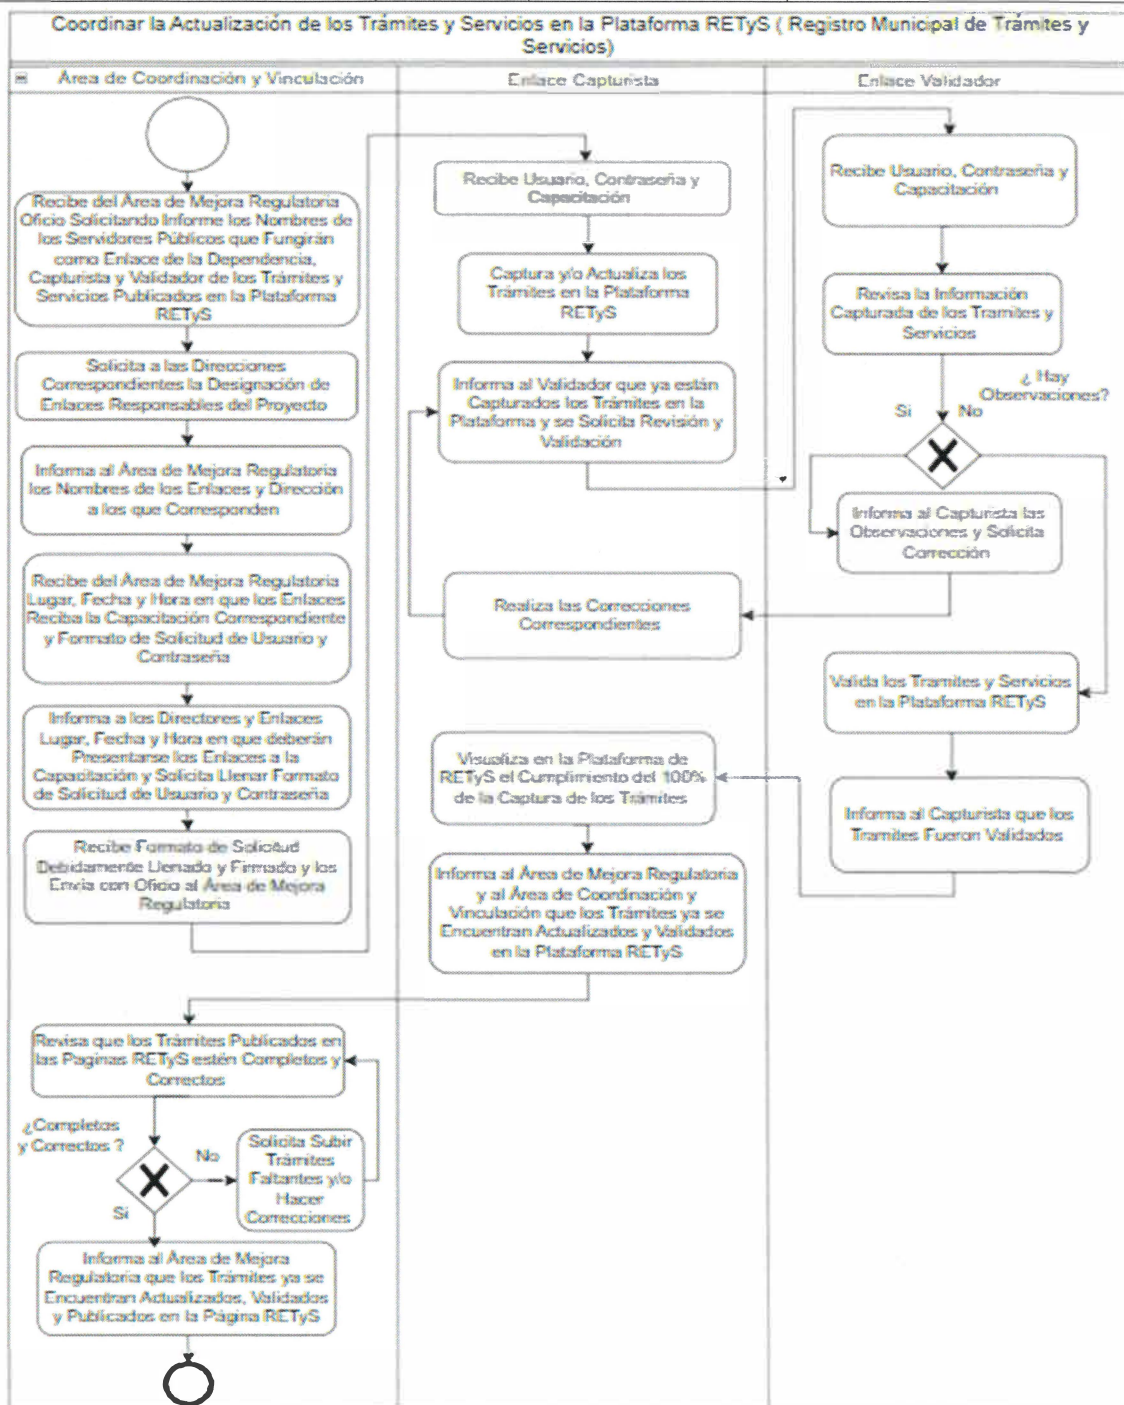 Coordinar la Actualización de los Trámites y Servicios en la Plataforma RETyS ( Registro Municipal de Trámites y
Servicios)
Área de Coordinación y Vinculación
Enlace Capturista
Enlace Validador
Recibe del Área de Mejora Regulatoria
Oficio Solicitando Informe los Nombres de
los Servidores Públicos que Fungirán
como Enlace de la Dependencia,
Capturista y Validador de los Trámites y
Servicios Publicados en la Plataforma
RETyS
Solicita a las Direcciones
Correspondientes la Designación de
Enlaces Responsables del Proyecto
Informa al Área de Mejora Regulatoria
los Nombres de los Enlaces y Dirección
a los que Corresponden
Recibe del Área de Mejora Regulatoria
Lugar, Fecha y Hora en que los Enlaces
Reciba la Capacitación Correspondiente
y Formato de Solicitud de Usuario y
Contraseña
Informa a los Directores y Enlaces
Lugar, Fecha y Hora en que deberán
Presentarse los Enlaces a la
Capacitación y Solicita Llenar Formato
de Solicitud de Usuario y Contraseña
Recibe Formato de Solicitud
Debidamente Llenado y Firmado y los
Envia con Oficio al Área de Mejora
Regulatoria
Recibe Usuario, Contraseña y
Capacitación
Captura y/o Actualiza los
Trámites en la Plataforma
RETyS
Informa al Validador que ya están
Capturados los Trámites en la
Plataforma y se Solicita Revisión y
Validación
Recibe Usuario, Contraseña y
Capacitación
Revisa la Información
Capturada de los Tramites y
Servicios
¿ Hay
Observaciones?
Si
No
Informa al Capturista las
Observaciones y Solicita
Corrección
Realiza las Correcciones
Correspondientes
Valida los Tramites y Servicios
en la Plataforma RETyS
Informa al Capturista que los
Tramites Fueron Validados
Visualiza en la Plataforma de
RETyS el Cumplimiento del 100%
de la Captura de los Trámites
Informa al Área de Mejora Regulatoria
y al Área de Coordinación y
Vinculación que los Trámites ya se
Encuentran Actualizados y Validados
en la Plataforma RETyS
Revisa que los Trámites Publicados en
las Paginas RETyS estén Completos y
Correctos
¿Completos
y Correctos ?
No
Si
Solicita Subir
Trámites
Faltantes y/o
Hacer
Correcciones
Informa al Área de Mejora
Regulatoria que los Trámites ya se
Encuentran Actualizados, Validados
y Publicados en la Página RETyS